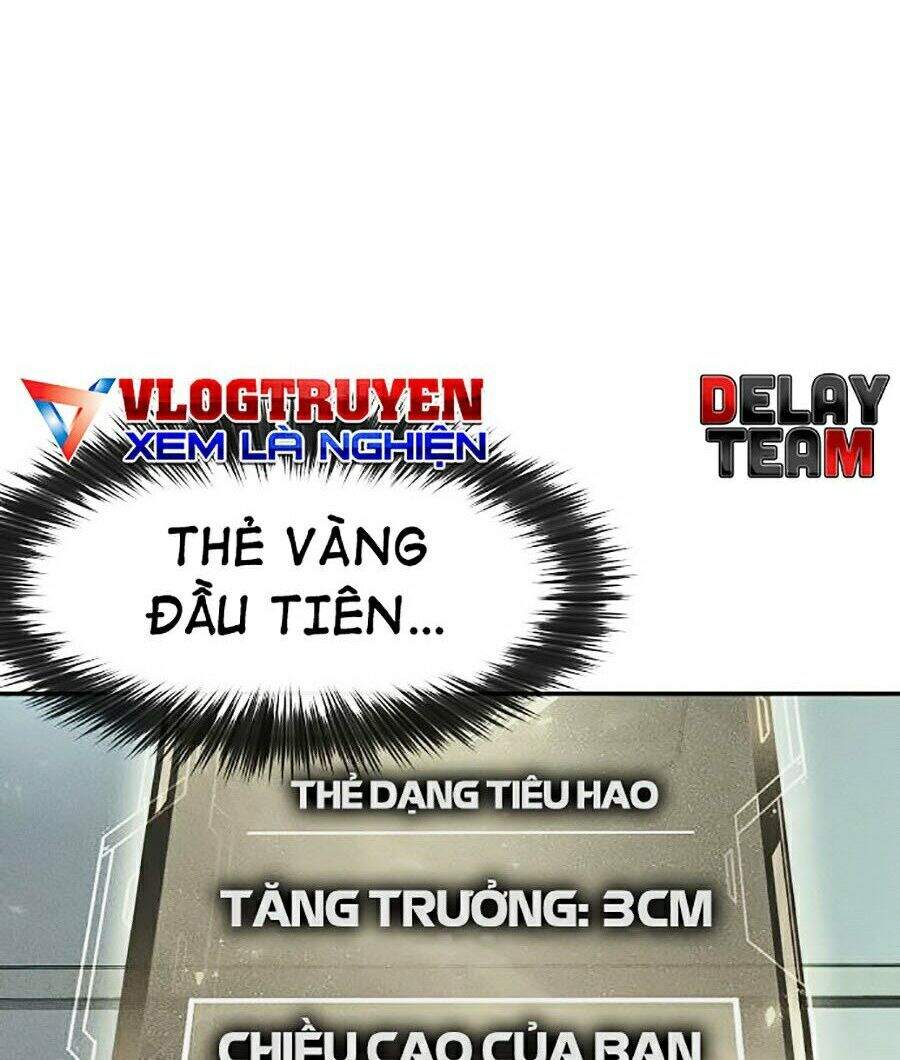 VLOGTRUYEN
XEM LÀ NGHIỆN
DELAY
TEAM
THẺ VÀNG
ĐẦU TIÊN...
THẺ DẠNG TIÊU HAO
TĂNG TRƯỞNG: 3CM
CHIỀU CAO CỦA BẠN